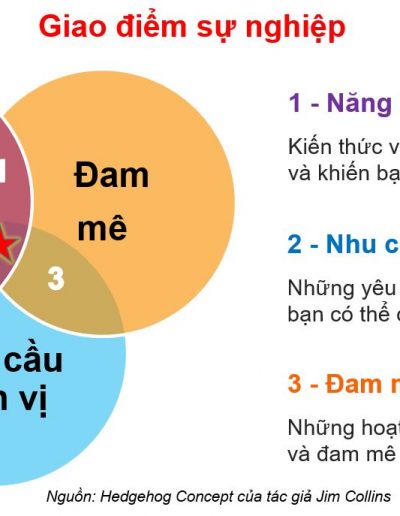 Giao điểm sự nghiệp
1
Đam
mê
3
cầu
vị
1 - Năng
Kiến thức
và khiến
2 - Nhu
Những yêu
bạn có thể
3 - Đam
Những hoạt
và đam mê
Nguồn: Hedgehog Concept của tác giả Jim Collins